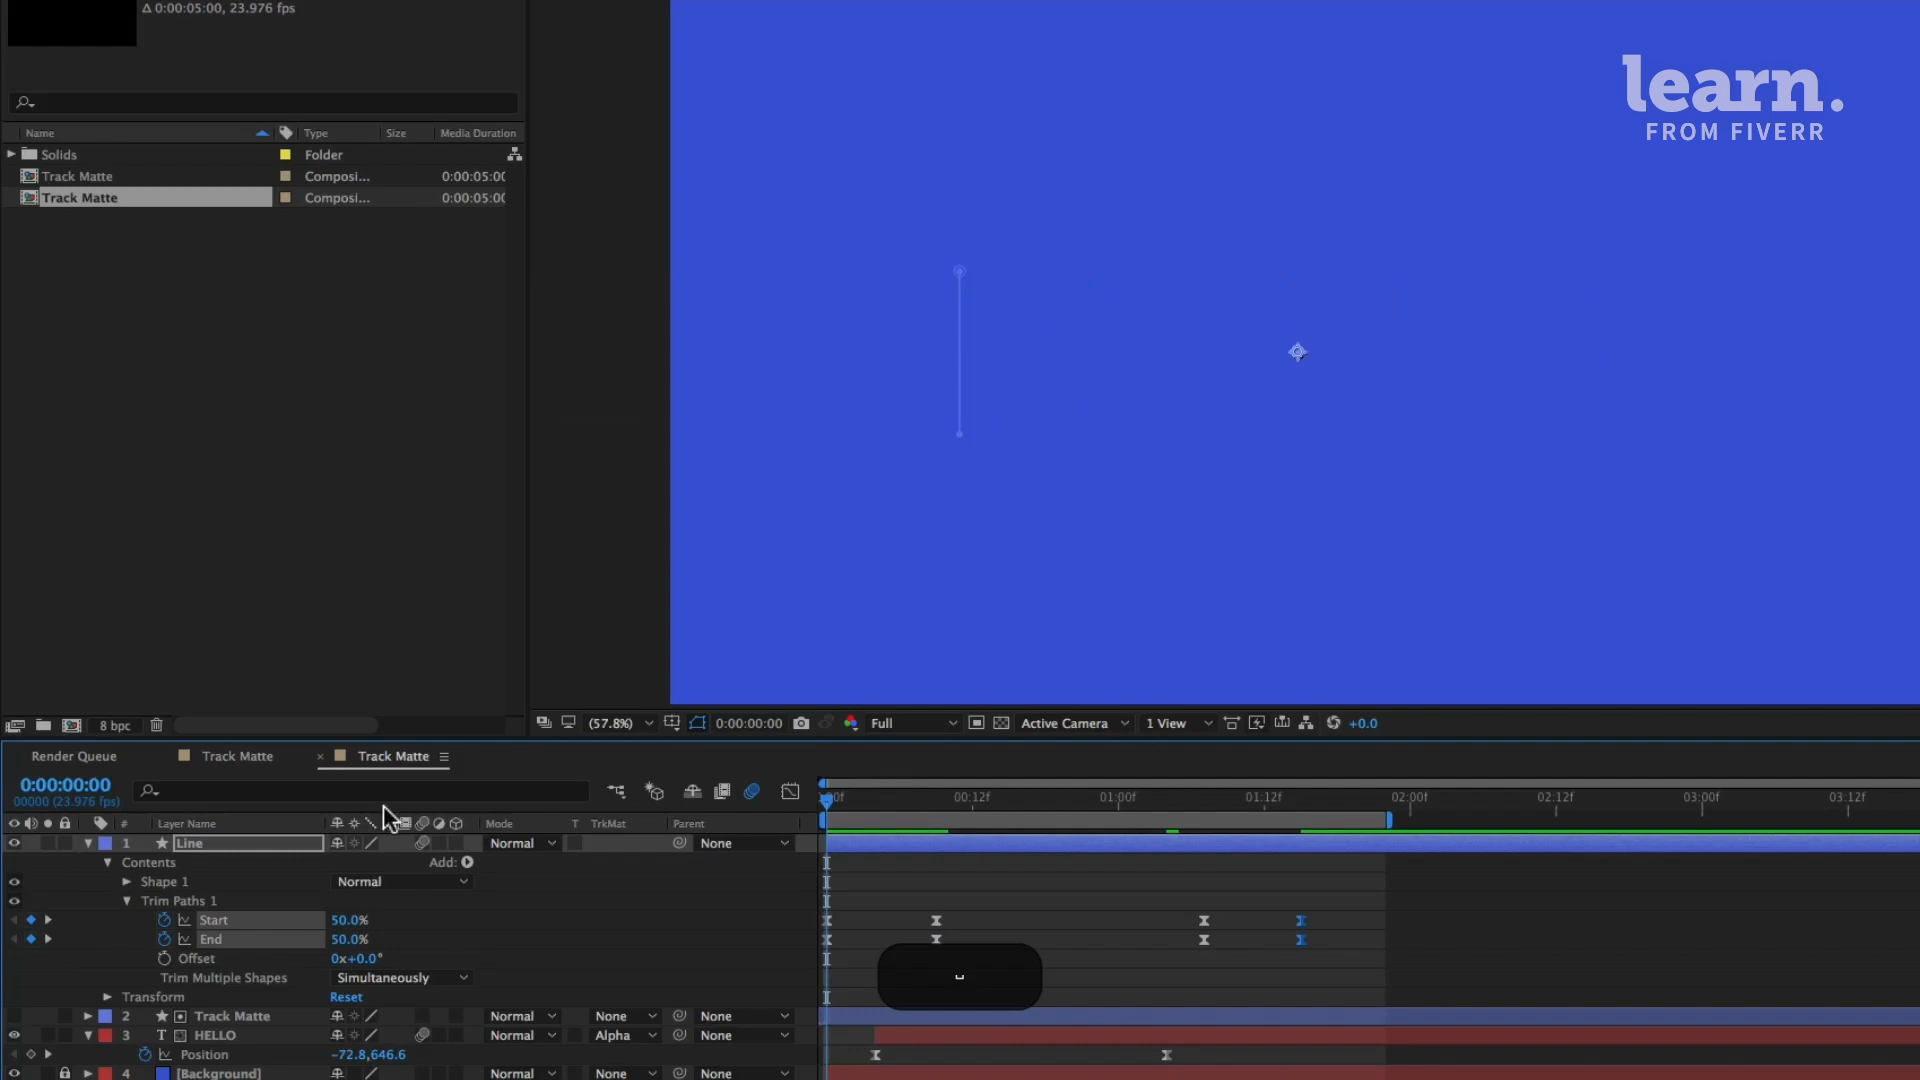 Δ 0:00:05:00, 23.976 fps
learn.
FROM FIVERR
Name Type Size Media Duration
Solids Folder
Track Matte Composi... 0:00:05:00
Track Matte Composi... 0:00:05:00
8 bpc
(57.8%) 0:00:00:00 Full Active Camera 1 View +0.0
Render Queue Track Matte × Track Matte
0:00:00:00
00000 (23.976 fps)
:00f 00:12f 01:00f 01:12f 02:00f 02:12f 03:00f 03:12f
# Layer Name Mode T TrkMat Parent
1 Line Normal None
Contents Add:
Shape 1 Normal
Trim Paths 1
Start 50.0%
End 50.0%
Offset 0x+0.0°
Trim Multiple Shapes Simultaneously
Transform Reset
2 Track Matte Normal None None
3 T HELLO Normal Alpha None
Position -72.8,646.6
4 [Background] Normal None None